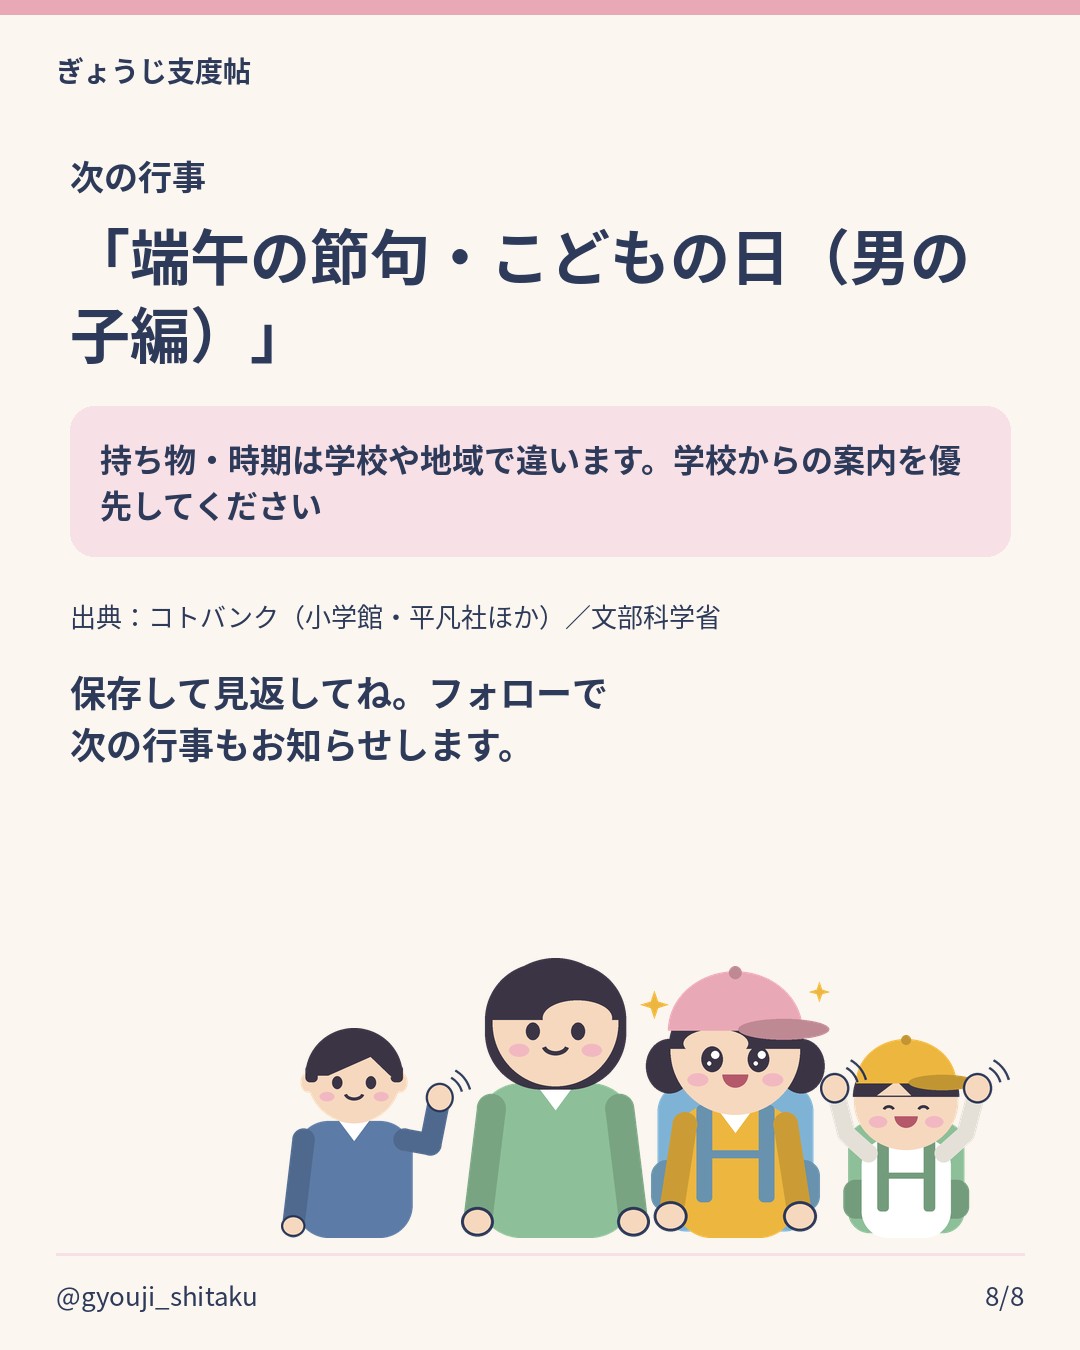 ぎょうじ支度帖
次の行事
「端午の節句・こどもの日（男の
子編）」
持ち物・時期は学校や地域で違います。学校からの案内を優
先してください
出典：コトバンク（小学館・平凡社ほか）／文部科学省
保存して見返してね。フォローで
次の行事もお知らせします。
@gyouji_shitaku
8/8